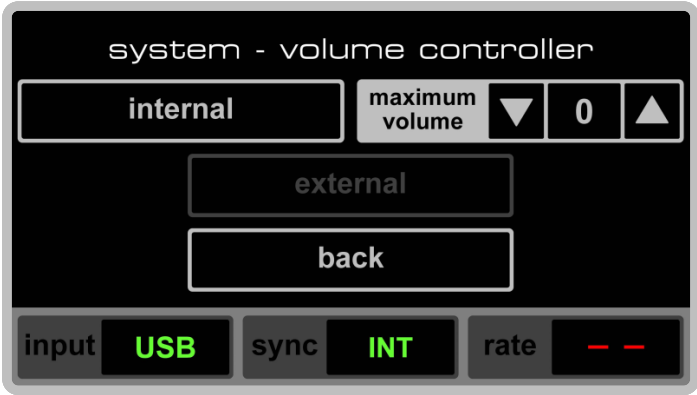 system - volume controller
internal
maximum
volume
0
external
back
input USB sync INT rate – –